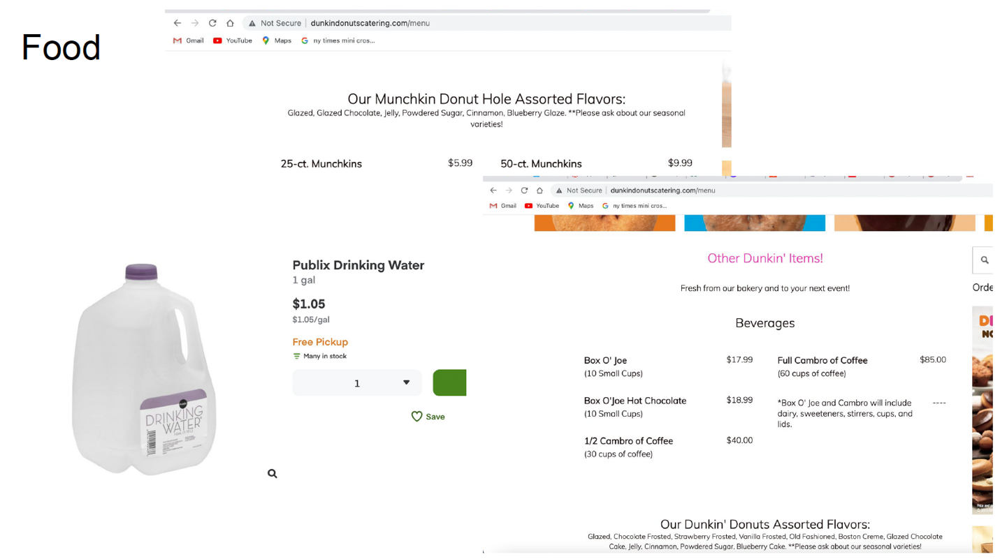 Food
Not Secure | dunkindonutscatering.com/menu
Gmail YouTube Maps ny times mini cros...
Our Munchkin Donut Hole Assorted Flavors:
Glazed, Glazed Chocolate, Jelly, Powdered Sugar, Cinnamon, Blueberry Glaze. **Please ask about our seasonal
varieties!
25-ct. Munchkins $5.99 50-ct. Munchkins $9.99
Not Secure | dunkindonutscatering.com/menu
Gmail YouTube Maps ny times mini cros...
Publix Drinking Water
1 gal
$1.05
$1.05/gal
Free Pickup
Many in stock
1
Save
Publix
DRINKING
WATER
Other Dunkin' Items!
Fresh from our bakery and to your next event!
Orde
Beverages
Box O' Joe $17.99
(10 Small Cups)
Full Cambro of Coffee $85.00
(60 cups of coffee)
Box O'Joe Hot Chocolate $18.99
(10 Small Cups)
*Box O' Joe and Cambro will include ----
dairy, sweeteners, stirrers, cups, and
lids.
1/2 Cambro of Coffee $40.00
(30 cups of coffee)
Our Dunkin' Donuts Assorted Flavors:
Glazed, Chocolate Frosted, Strawberry Frosted, Vanilla Frosted, Old Fashioned, Boston Creme, Glazed Chocolate
Cake, Jelly, Cinnamon, Powdered Sugar, Blueberry Cake. **Please ask about our seasonal varieties!